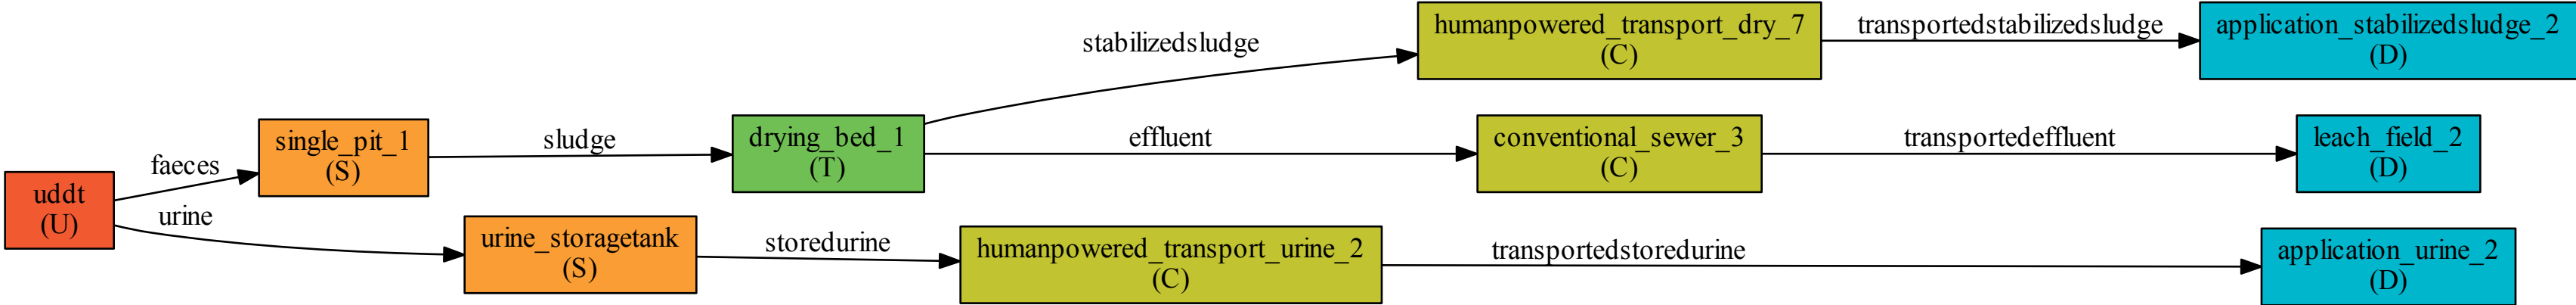 uddt
(U)
faeces
urine
single_pit_1
(S)
sludge
urine_storagetank
(S)
storedurine
drying_bed_1
(T)
stabilizedsludge
effluent
humanpowered_transport_urine_2
(C)
transportedstoredurine
humanpowered_transport_dry_7
(C)
transportedstabilizedsludge
conventional_sewer_3
(C)
transportedeffluent
application_stabilizedsludge_2
(D)
leach_field_2
(D)
application_urine_2
(D)